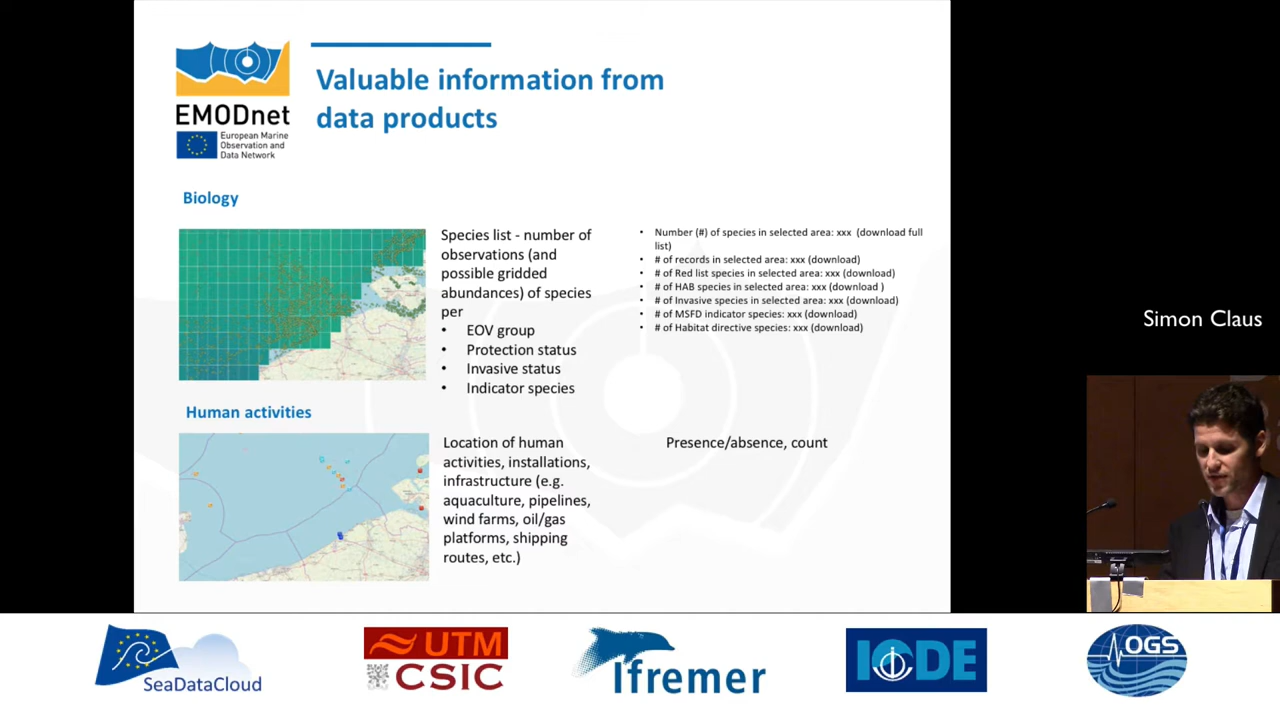 Valuable information from
data products
EMODnet
European Marine
Observation and
Data Network
Biology
Species list - number of
observations (and
possible gridded
abundances) of species
per
• EOV group
• Protection status
• Invasive status
• Indicator species
• Number (#) of species in selected area: xxx (download full
list)
• # of records in selected area: xxx (download)
• # of Red list species in selected area: xxx (download)
• # of HAB species in selected area: xxx (download )
• # of Invasive species in selected area: xxx (download)
• # of MSFD indicator species: xxx (download)
• # of Habitat directive species: xxx (download)
Human activities
Location of human
activities, installations,
infrastructure (e.g.
aquaculture, pipelines,
wind farms, oil/gas
platforms, shipping
routes, etc.)
Presence/absence, count
Simon Claus
SeaDataCloud
UTM
CSIC
Ifremer
IODE
OGS